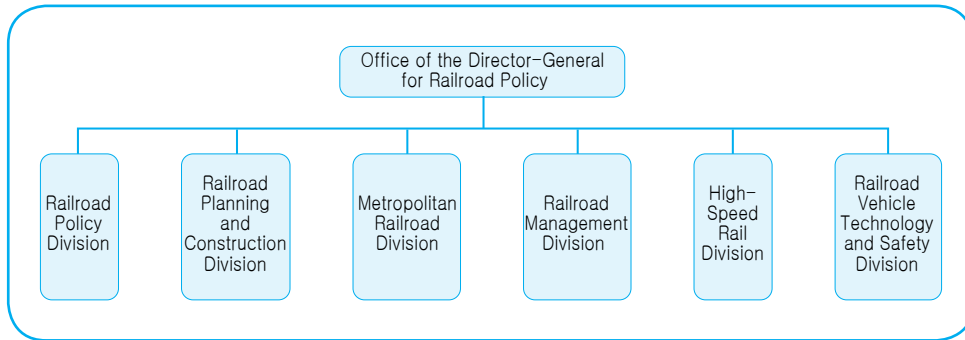 Office of the Director-General
for Railroad Policy
Railroad
Policy
Division
Railroad
Planning
and
Construction
Division
Metropolitan
Railroad
Division
Railroad
Management
Division
High-
Speed
Rail
Division
Railroad
Vehicle
Technology
and Safety
Division